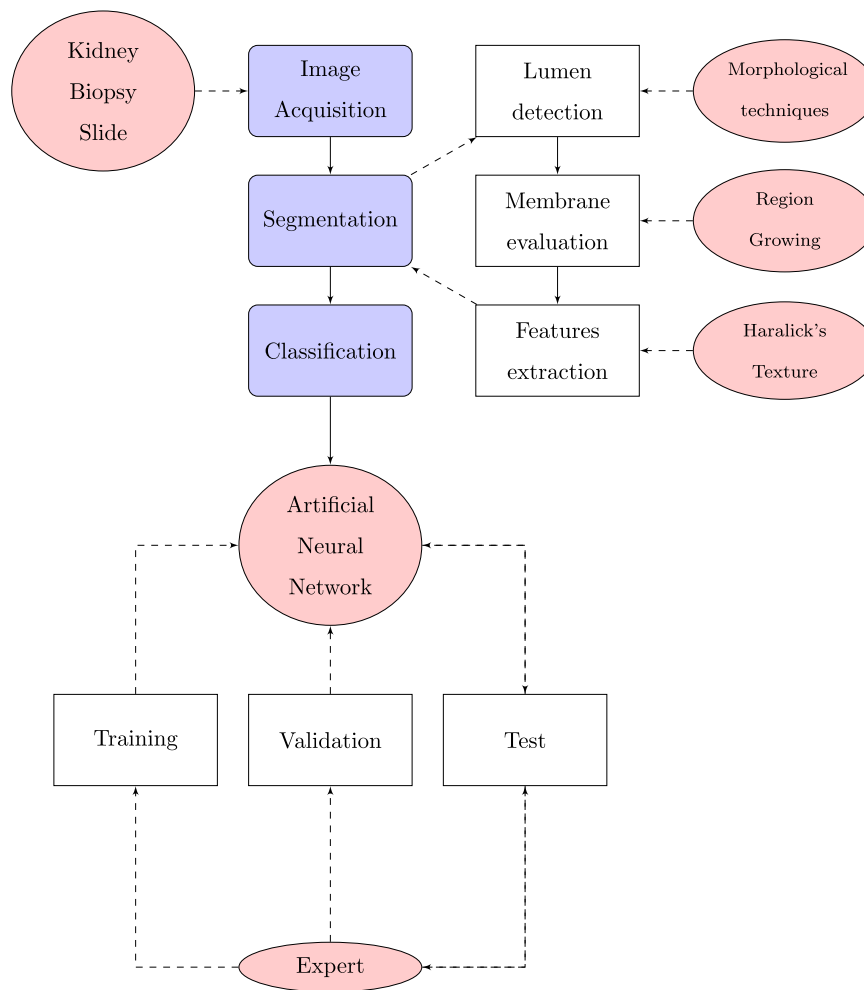 Kidney
Biopsy
Slide
Image
Acquisition
Lumen
detection
Morphological
techniques
Segmentation
Membrane
evaluation
Region
Growing
Classification
Features
extraction
Haralick's
Texture
Artificial
Neural
Network
Training
Validation
Test
Expert